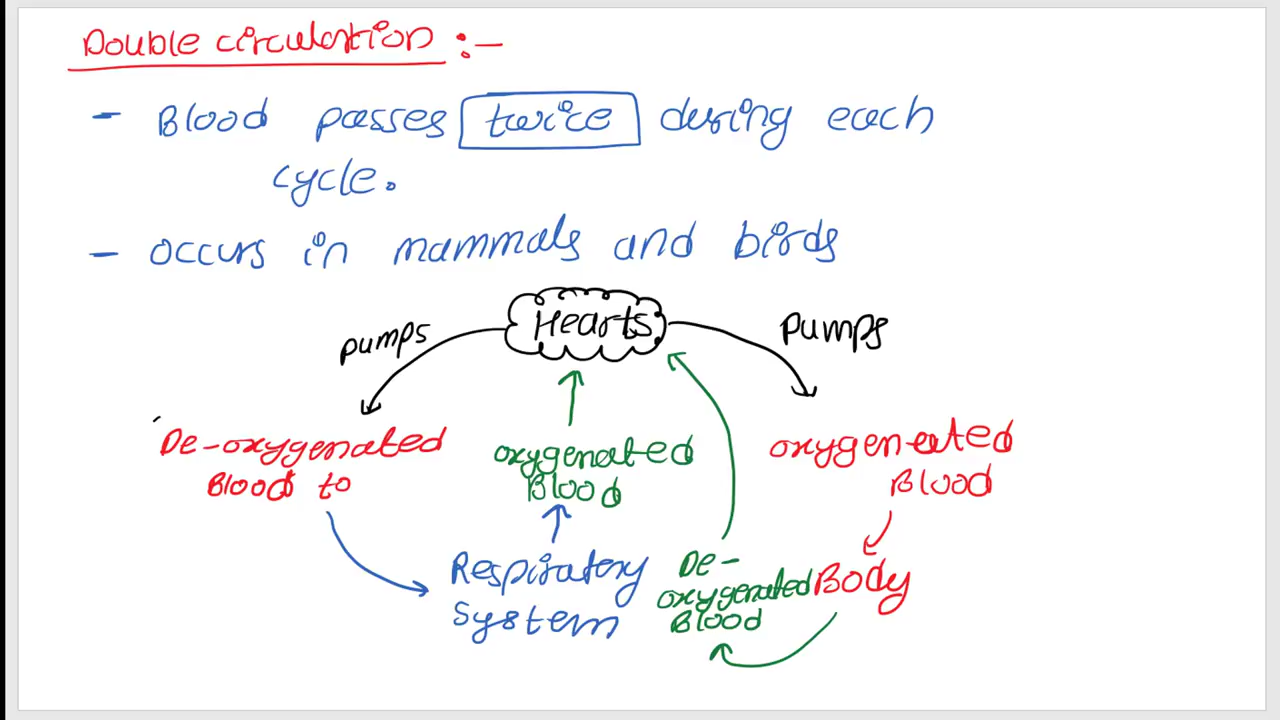 Double circulation :-
- Blood passes twice during each
cycle.
- occurs in mammals and birds
Hearts
pumps
Pumps
De-oxygenated
Blood to
oxygenated
Blood
oxygeneated
Blood
Respiratory
System
De-
oxygenated
Blood
Body